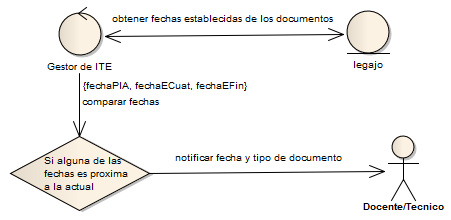 obtener fechas establecidas de los documentos
Gestor de ITE
legajo
{fechaPIA, fechaECuat, fechaEFin}
comparar fechas
Si alguna de las
fechas es proxima
a la actual
notificar fecha y tipo de documento
Docente/Tecnico